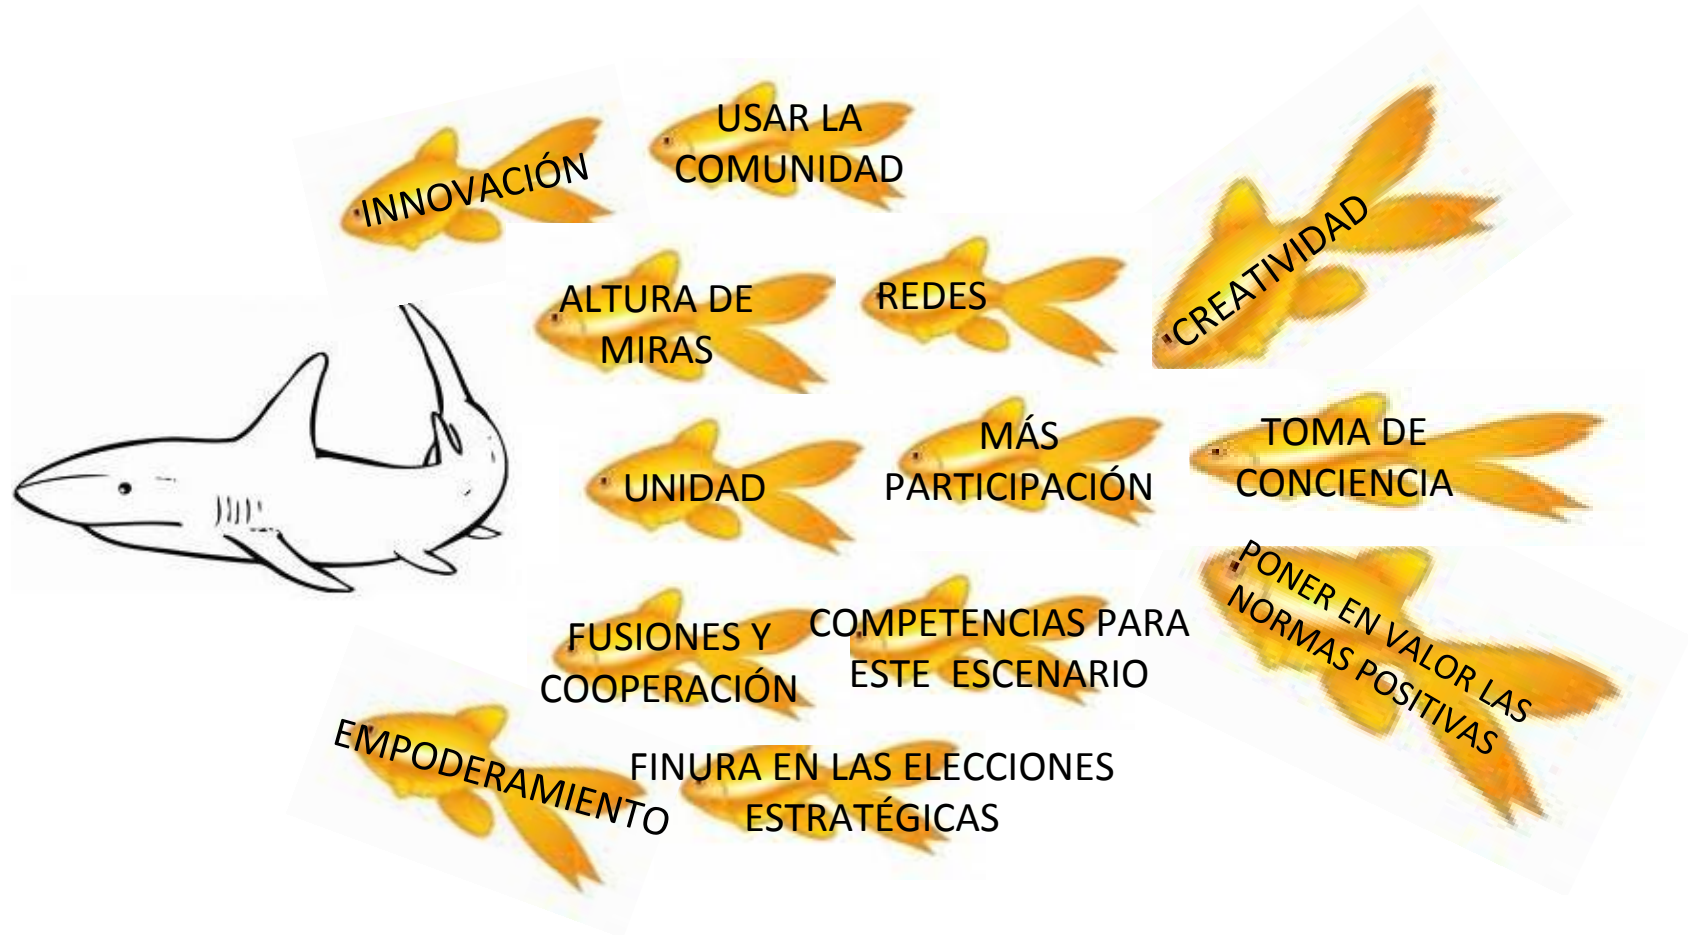 INNOVACIÓN
USAR LA
COMUNIDAD
CREATIVIDAD
ALTURA DE
MIRAS
REDES
UNIDAD
MÁS
PARTICIPACIÓN
TOMA DE
CONCIENCIA
FUSIONES Y
COOPERACIÓN
COMPETENCIAS PARA
ESTE ESCENARIO
PONER EN VALOR LAS
NORMAS POSITIVAS
EMPODERAMIENTO
FINURA EN LAS ELECCIONES
ESTRATÉGICAS